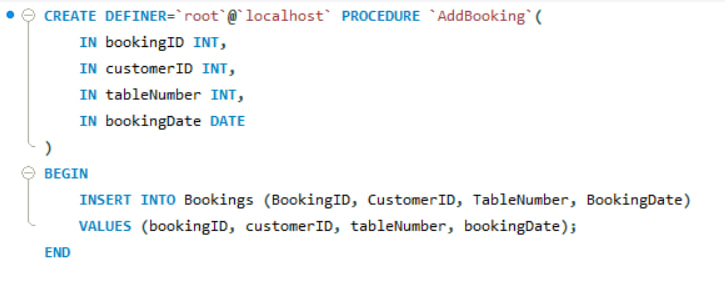 CREATE DEFINER=`root`@`localhost` PROCEDURE `AddBooking`(
IN bookingID INT,
IN customerID INT,
IN tableNumber INT,
IN bookingDate DATE
)
BEGIN
INSERT INTO Bookings (BookingID, CustomerID, TableNumber, BookingDate)
VALUES (bookingID, customerID, tableNumber, bookingDate);
END